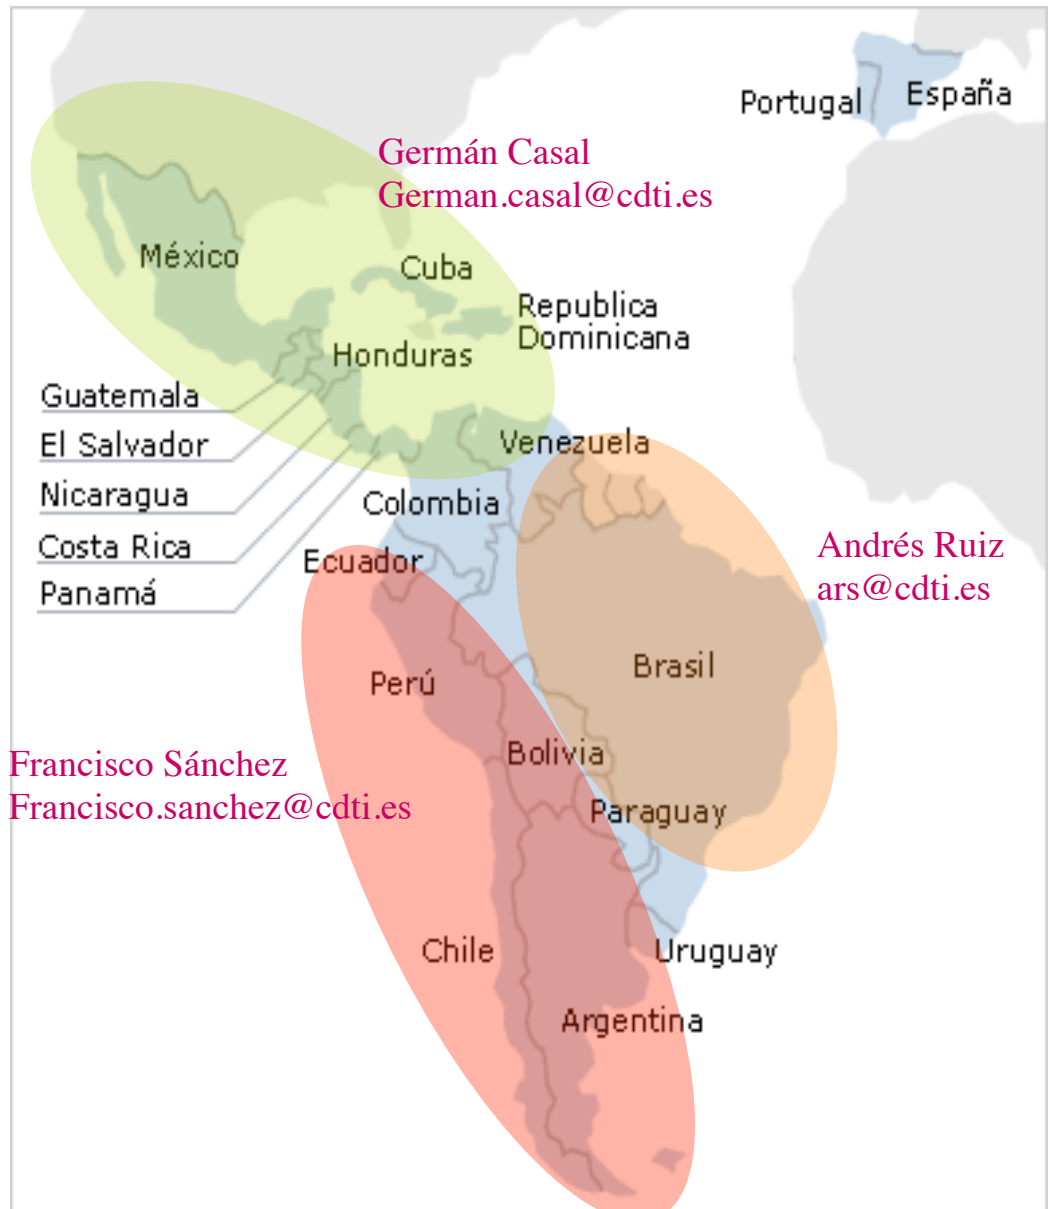 Portugal
España
Germán Casal
German.casal@cdti.es
México
Cuba
Republica
Dominicana
Honduras
Guatemala
El Salvador
Nicaragua
Costa Rica
Panamá
Venezuela
Colombia
Ecuador
Andrés Ruiz
ars@cdti.es
Brasil
Perú
Francisco Sánchez
Francisco.sanchez@cdti.es
Bolivia
Paraguay
Chile
Uruguay
Argentina